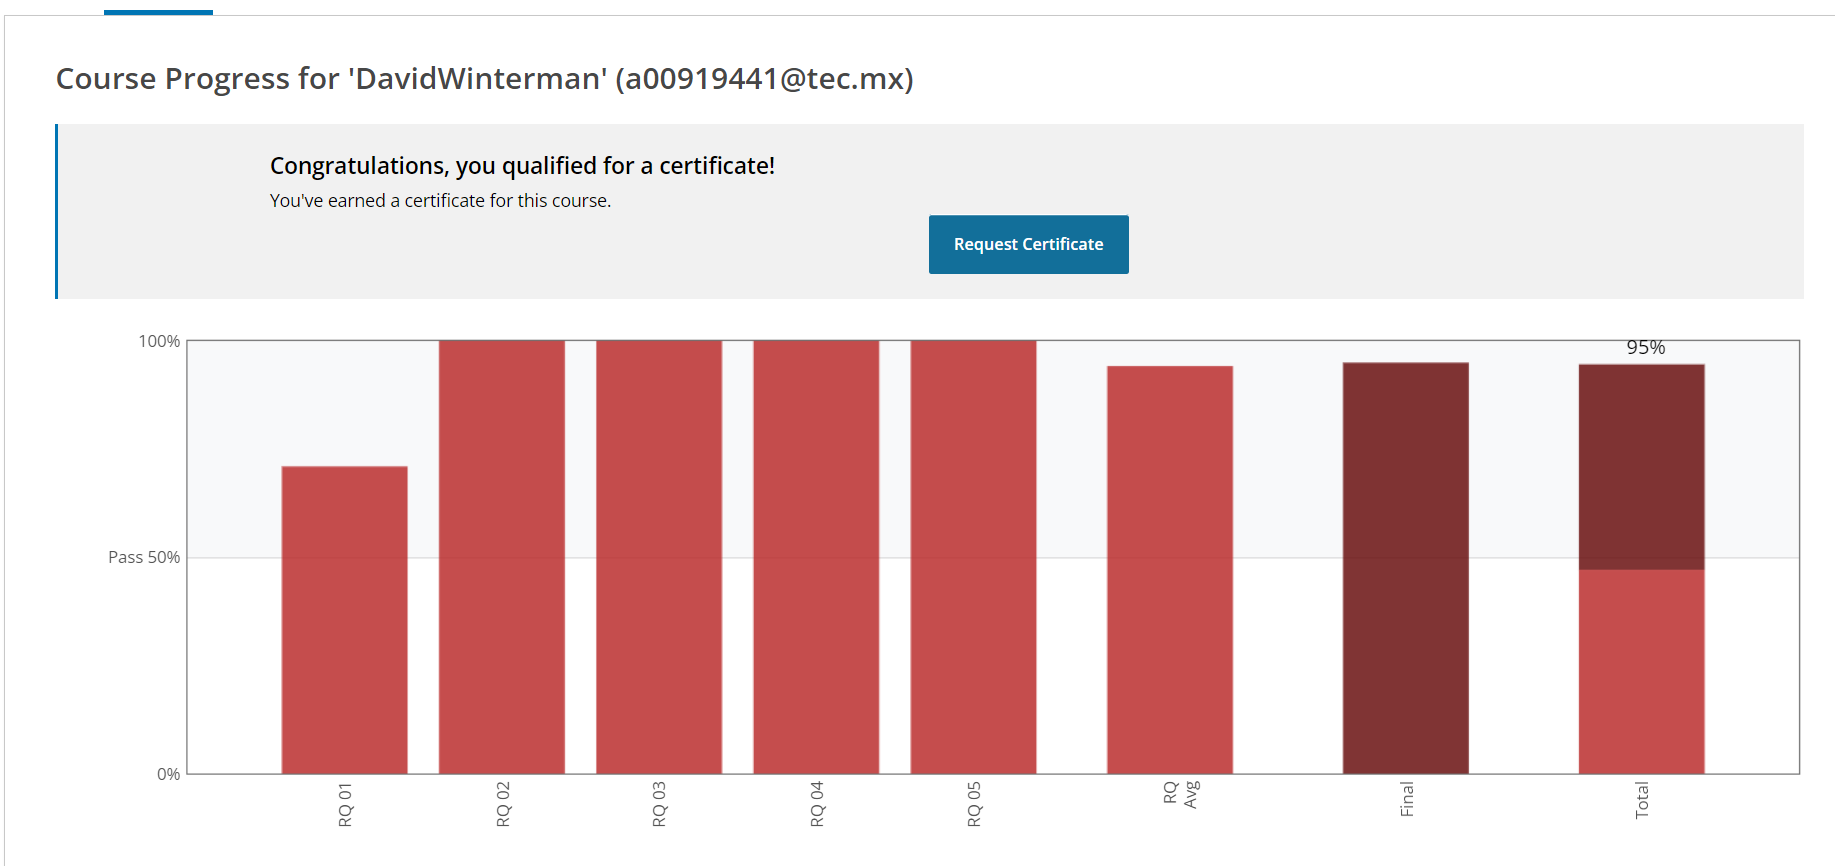 Course Progress for 'DavidWinterman' (a00919441@tec.mx)
Congratulations, you qualified for a certificate!
You've earned a certificate for this course.
Request Certificate
100%
95%
Pass 50%
0%
RQ 01
RQ 02
RQ 03
RQ 04
RQ 05
RQ
Avg
Final
Total